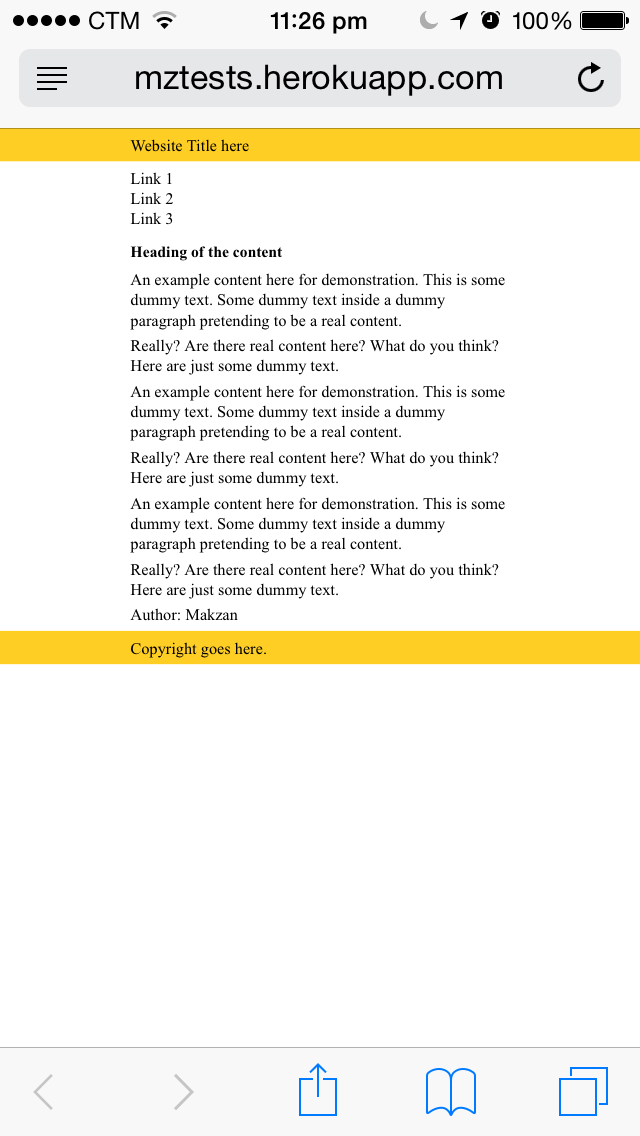 CTM 11:26 pm 100%
mztests.herokuapp.com
Website Title here
Link 1
Link 2
Link 3
Heading of the content
An example content here for demonstration. This is some
dummy text. Some dummy text inside a dummy
paragraph pretending to be a real content.
Really? Are there real content here? What do you think?
Here are just some dummy text.
An example content here for demonstration. This is some
dummy text. Some dummy text inside a dummy
paragraph pretending to be a real content.
Really? Are there real content here? What do you think?
Here are just some dummy text.
An example content here for demonstration. This is some
dummy text. Some dummy text inside a dummy
paragraph pretending to be a real content.
Really? Are there real content here? What do you think?
Here are just some dummy text.
Author: Makzan
Copyright goes here.